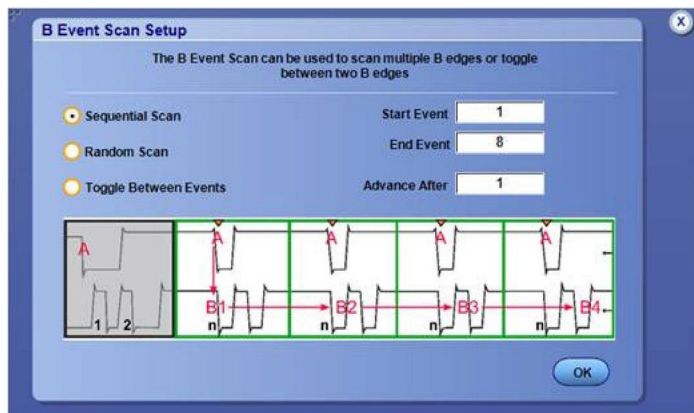 B Event Scan Setup
X
The B Event Scan can be used to scan multiple B edges or toggle
between two B edges
Sequential Scan
Start Event 1
End Event 8
Random Scan
Toggle Between Events
Advance After 1
A A A A A
B1 B2 B3 B4
1 2 n n n n
OK